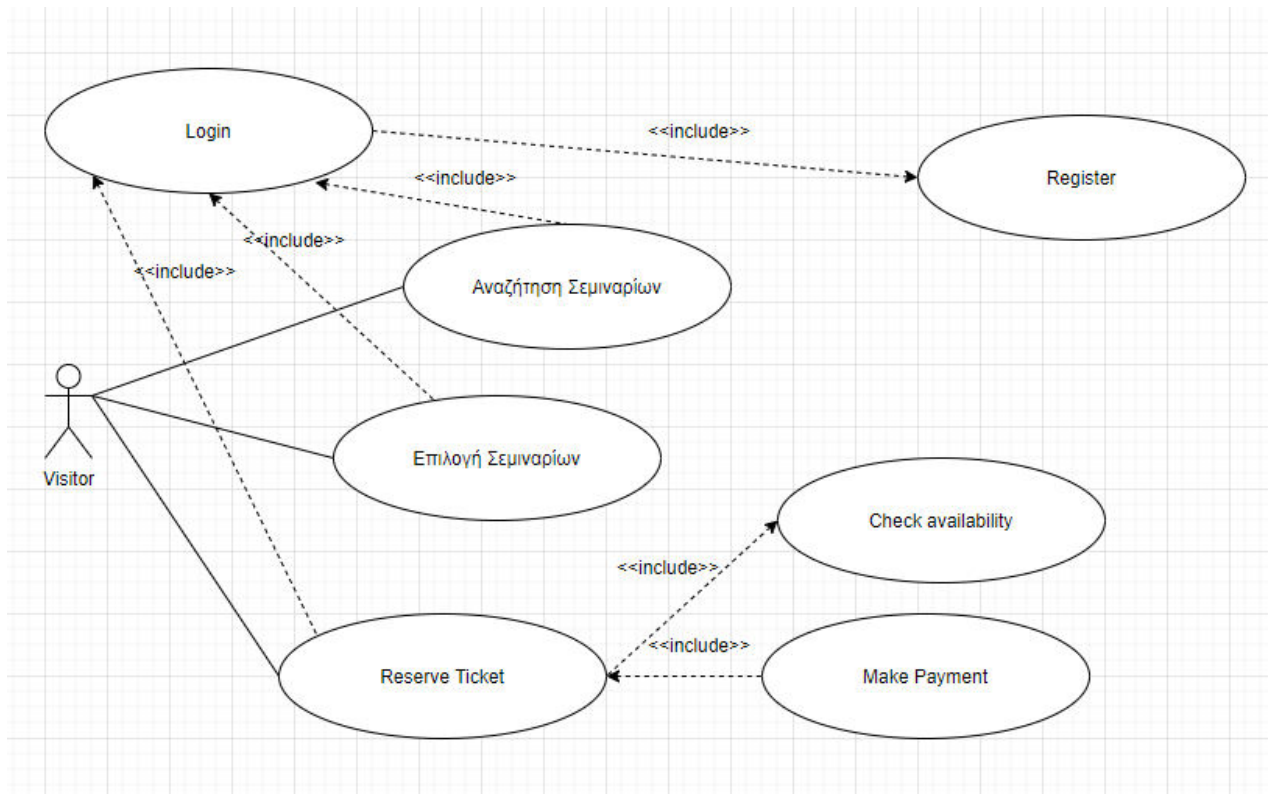 Login
<<include>>
Register
<<include>>
<<include>>
<<include>>
Αναζήτηση Σεμιναρίων
Επιλογή Σεμιναρίων
Visitor
Check availability
<<include>>
<<include>>
Reserve Ticket
Make Payment